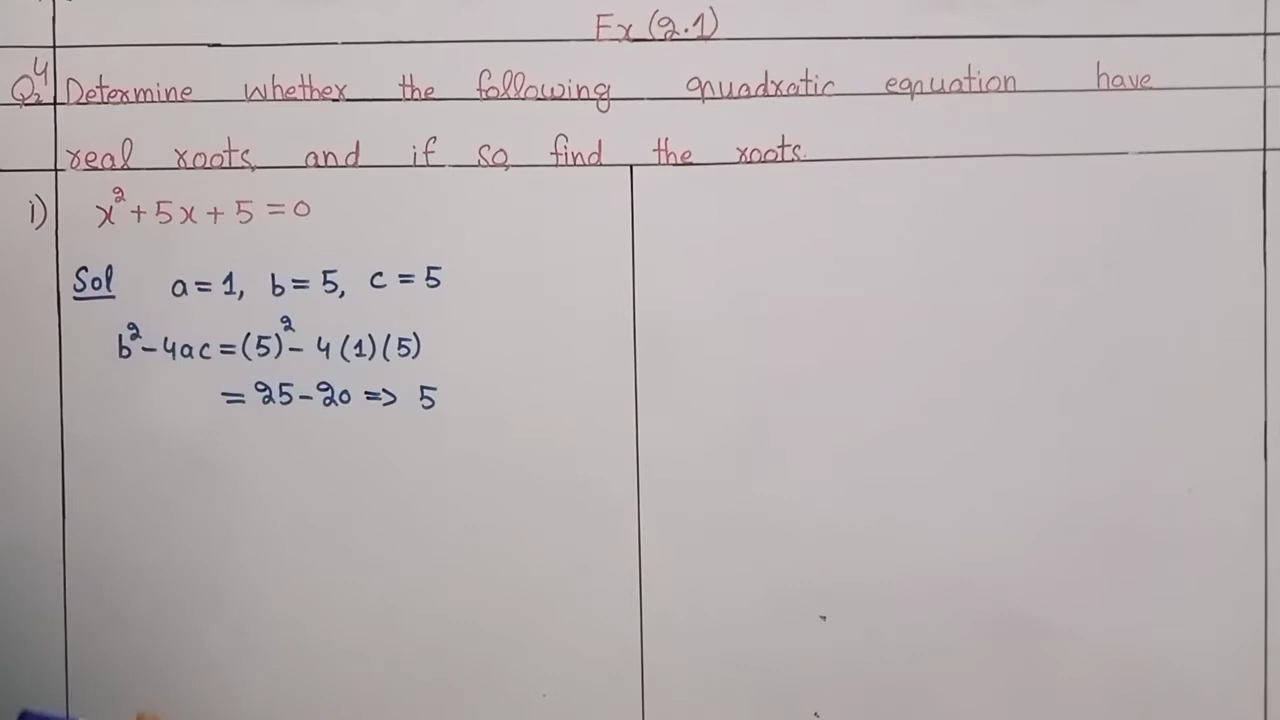 Ex (2.1)
Q4 Determine whether the following quadratic equation have
real roots, and if so, find the roots.
i) x² + 5x + 5 = 0
Sol a = 1, b = 5, c = 5
b² - 4ac = (5)² - 4(1)(5)
= 25 - 20 => 5